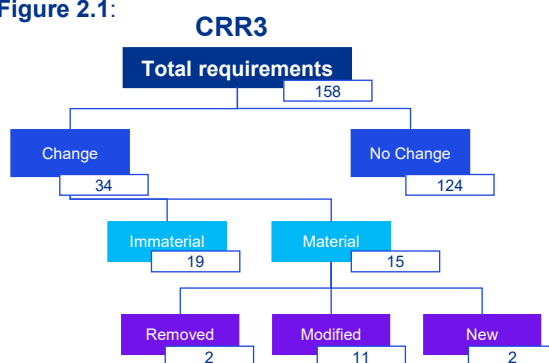 Figure 2.1:
CRR3
Total requirements
158
Change
No Change
34
124
Immaterial
Material
19
15
Removed
Modified
New
2
11
2